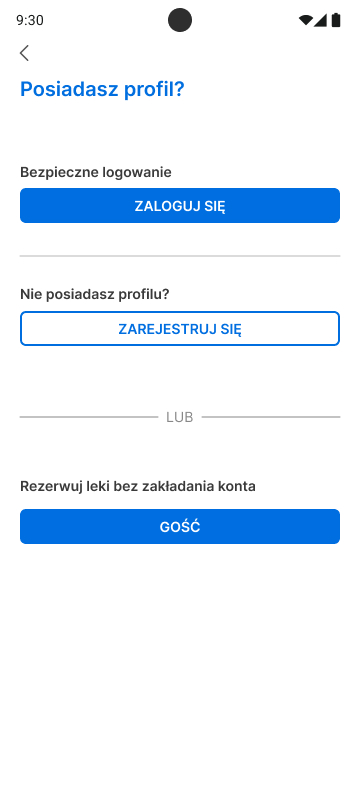 9:30
Posiadasz profil?
Bezpieczne logowanie
ZALOGUJ SIĘ
Nie posiadasz profilu?
ZAREJESTRUJ SIĘ
LUB
Rezerwuj leki bez zakładania konta
GOŚĆ